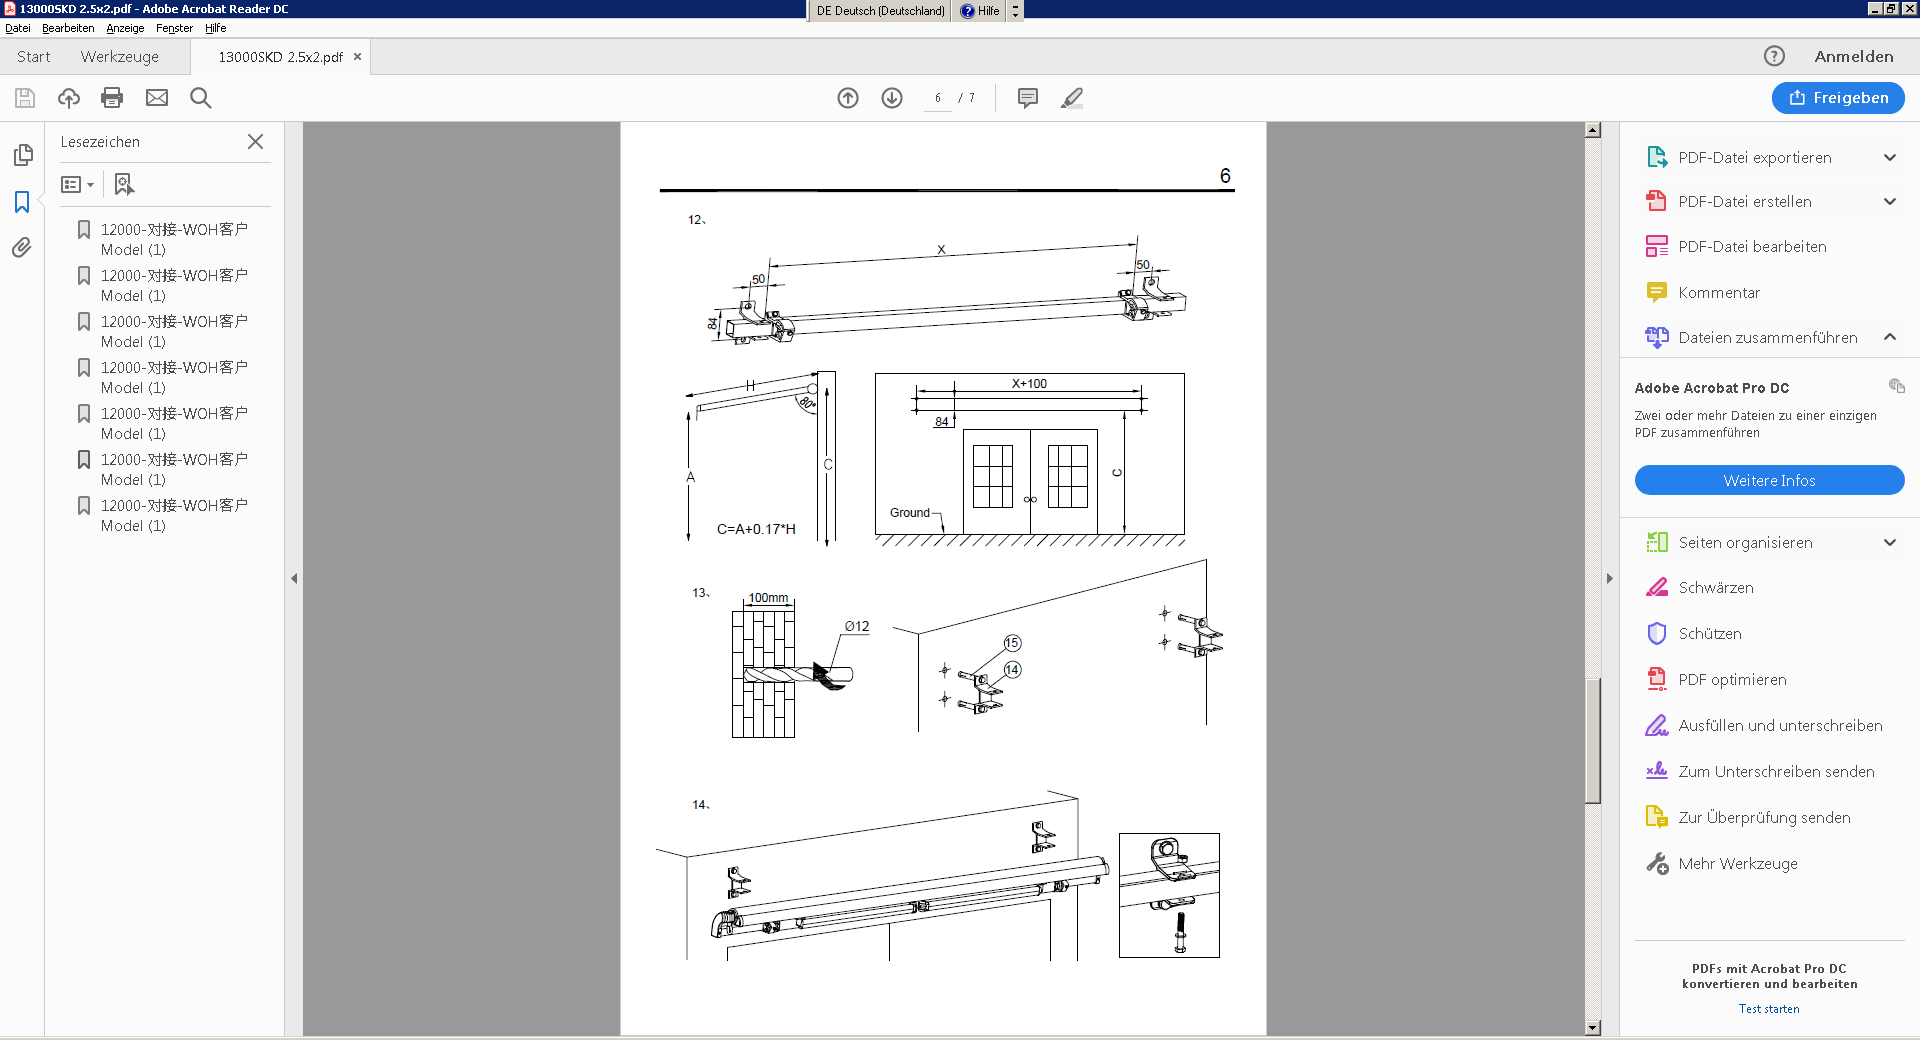 13000SKD 2.5x2.pdf - Adobe Acrobat Reader DC
DE Deutsch (Deutschland)
Hilfe
Datei Bearbeiten Anzeige Fenster Hilfe
Start Werkzeuge 13000SKD 2.5x2.pdf Anmelden
6 / 7
Freigeben
Lesezeichen
12000-对接-WOH客户
Model (1)
12000-对接-WOH客户
Model (1)
12000-对接-WOH客户
Model (1)
12000-对接-WOH客户
Model (1)
12000-对接-WOH客户
Model (1)
12000-对接-WOH客户
Model (1)
12000-对接-WOH客户
Model (1)
6
12、
X
50
50
84
H
80°
A
C
C=A+0.17*H
X+100
84
C
Ground
13、
100mm
Ø12
15
14
14、
PDF-Datei exportieren
PDF-Datei erstellen
PDF-Datei bearbeiten
Kommentar
Dateien zusammenführen
Adobe Acrobat Pro DC
Zwei oder mehr Dateien zu einer einzigen
PDF zusammenführen
Weitere Infos
Seiten organisieren
Schwärzen
Schützen
PDF optimieren
Ausfüllen und unterschreiben
Zum Unterschreiben senden
Zur Überprüfung senden
Mehr Werkzeuge
PDFs mit Acrobat Pro DC
konvertieren und bearbeiten
Test starten